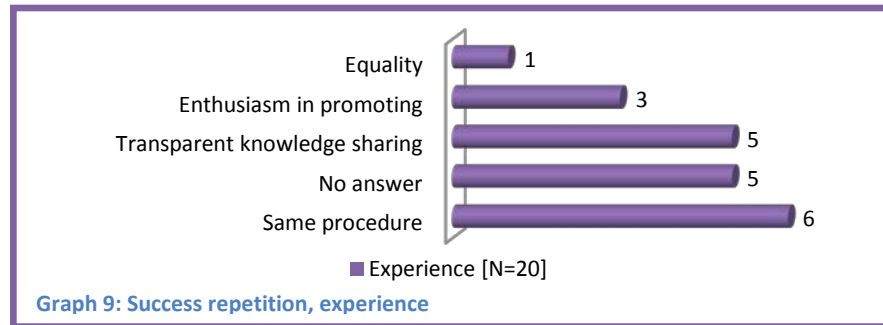 Equality 1
Enthusiasm in promoting 3
Transparent knowledge sharing 5
No answer 5
Same procedure 6
Experience [N=20]
Graph 9: Success repetition, experience